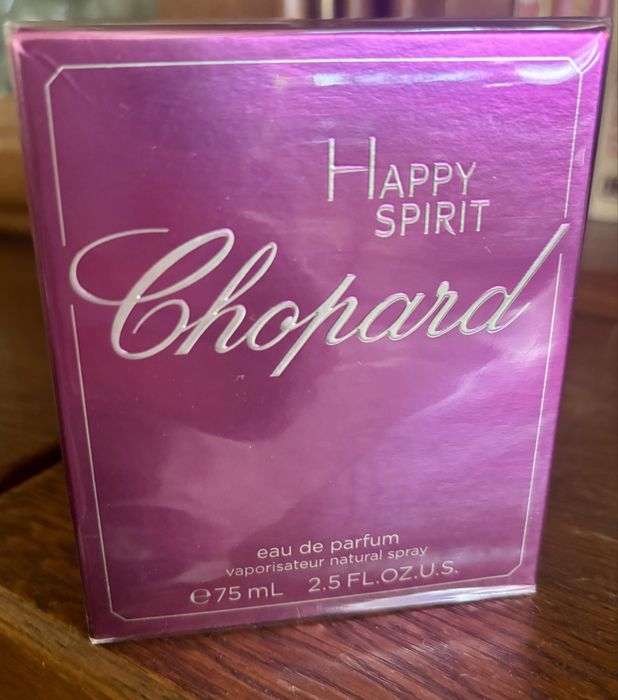 HAPPY
SPIRIT
Chopard
eau de parfum
vaporisateur natural spray
℮75 mL 2.5 FL.OZ.U.S.